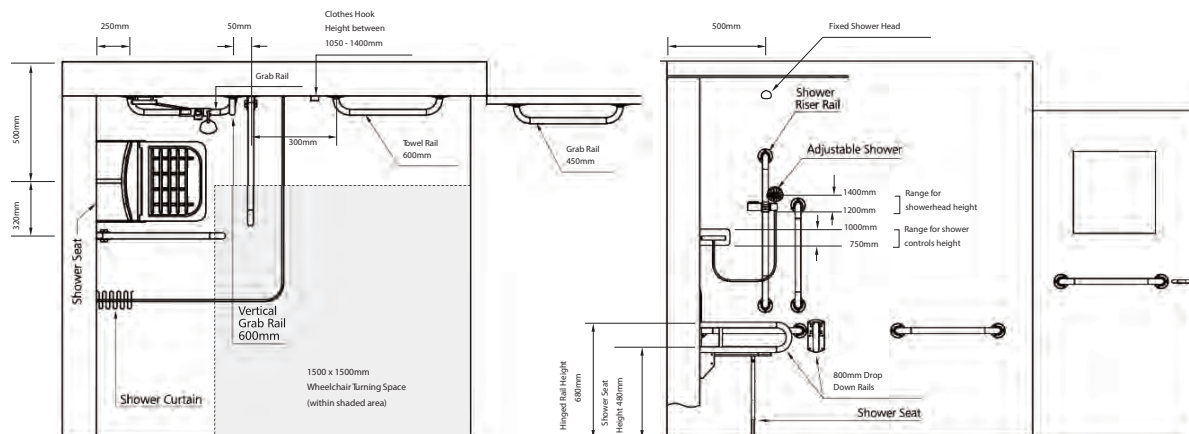 250mm
50mm
Clothes Hook
Height between
1050 - 1400mm
Grab Rail
500mm
320mm
300mm
Towel Rail
600mm
Grab Rail
450mm
Shower Seat
Vertical
Grab Rail
600mm
1500 x 1500mm
Wheelchair Turning Space
(within shaded area)
Shower Curtain
500mm
Fixed Shower Head
Shower
Riser Rail
Adjustable Shower
1400mm
1200mm
Range for
showerhead height
1000mm
750mm
Range for shower
controls height
Hinged Rail Height
680mm
Shower Seat
Height 480mm
800mm Drop
Down Rails
Shower Seat